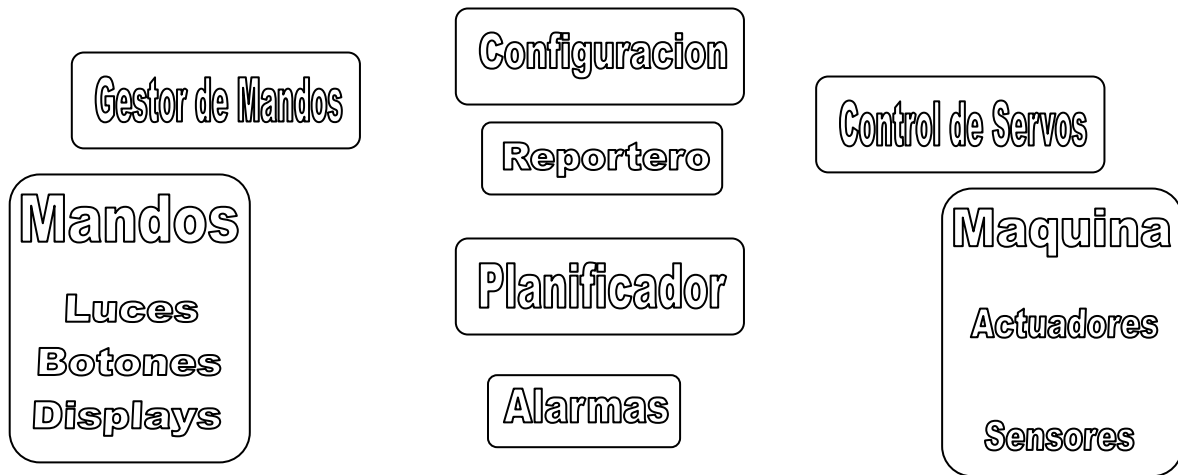 Configuracion
Gestor de Mandos
Control de Servos
Reportero
Mandos
Luces
Botones
Displays
Planificador
Alarmas
Maquina
Actuadores
Sensores